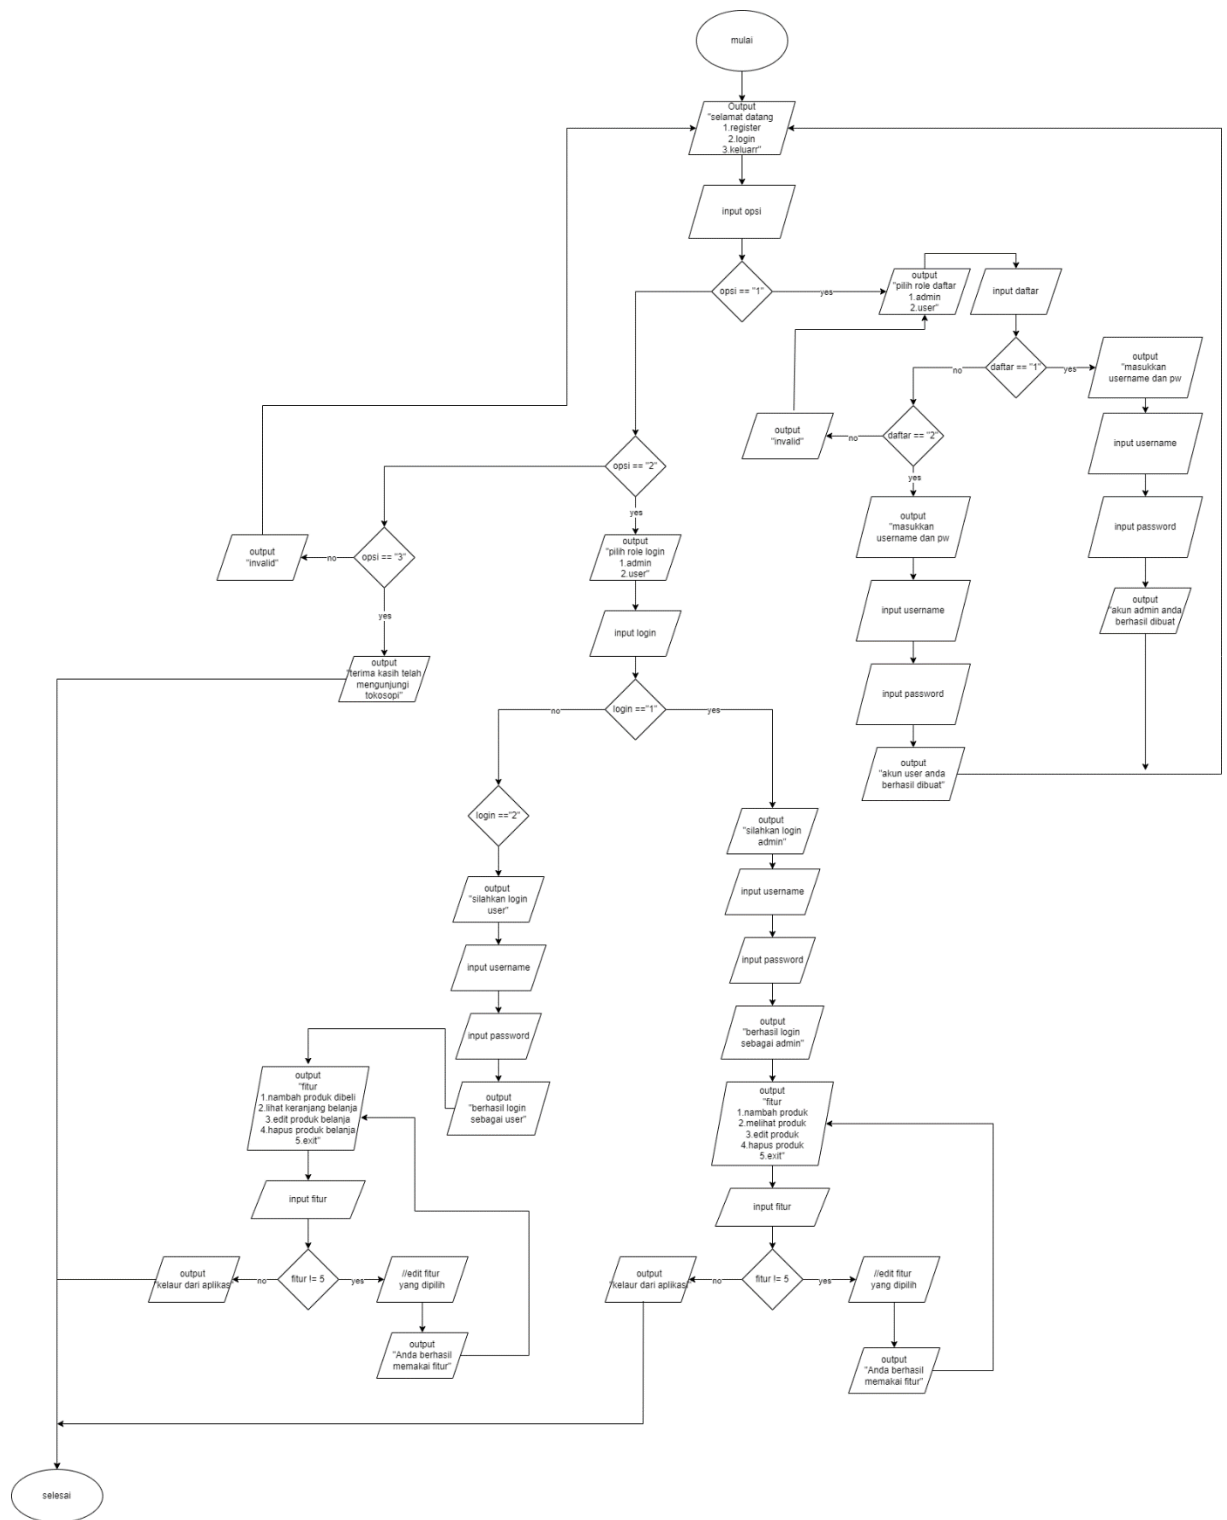 mulai
Output
"selamat datang
1.register
2.login
3.keluarr"
input opsi
opsi == "1"
yes
output
"pilih role daftar
1.admin
2.user"
input daftar
daftar == "1"
no
yes
output
"masukkan
username dan pw
input username
input password
output
"akun admin anda
berhasil dibuat
daftar == "2"
no
output
"invalid"
yes
output
"masukkan
username dan pw
input username
input password
output
"akun user anda
berhasil dibuat"
opsi == "2"
yes
output
"pilih role login
1.admin
2.user"
input login
opsi == "3"
no
output
"invalid"
yes
output
"terima kasih telah
mengunjungi
tokosopi"
login =="1"
no
yes
login =="2"
output
"silahkan login
user"
input username
input password
output
"berhasil login
sebagai user"
output
"fitur
1.nambah produk dibeli
2.lihat keranjang belanja
3.edit produk belanja
4.hapus produk belanja
5.exit"
input fitur
fitur != 5
no
yes
output
"kelaur dari aplikas"
//edit fitur
yang dipilih
output
"Anda berhasil
memakai fitur"
output
"silahkan login
admin"
input username
input password
output
"berhasil login
sebagai admin"
output
"fitur
1.nambah produk
2.melihat produk
3.edit produk
4.hapus produk
5.exit"
input fitur
fitur != 5
no
yes
output
"kelaur dari aplikas"
//edit fitur
yang dipilih
output
"Anda berhasil
memakai fitur"
selesai